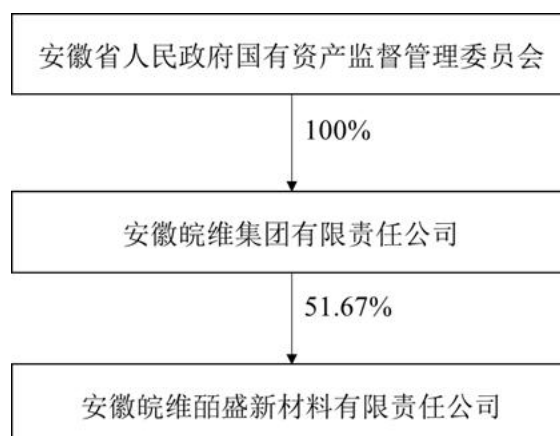 安徽省人民政府国有资产监督管理委员会
100%
安徽皖维集团有限责任公司
51.67%
安徽皖维皕盛新材料有限责任公司